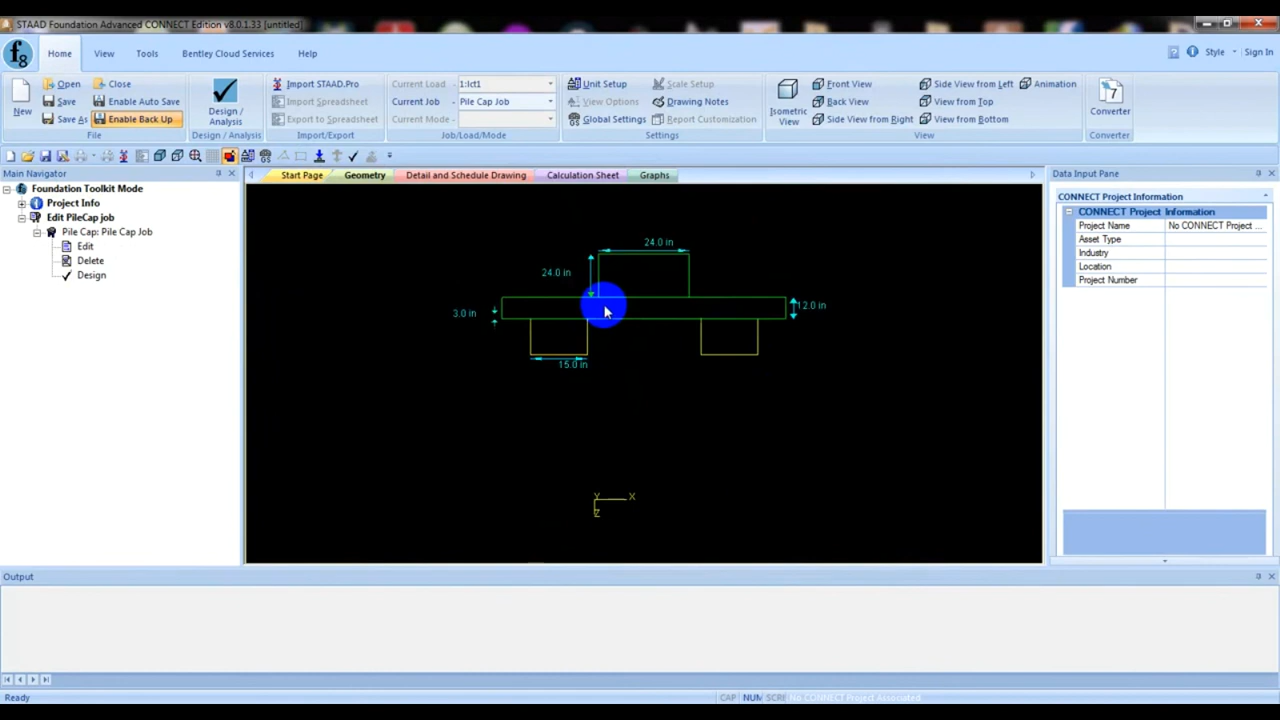 STAAD Foundation Advanced CONNECT Edition v8.0.1.33 [untitled]
f8
Home View Tools Bentley Cloud Services Help
Style Sign In
New
Open
Save
Save As
Close
Enable Auto Save
Enable Back Up
File
Design / Analysis
Design / Analysis
Import STAAD.Pro
Import Spreadsheet
Export to Spreadsheet
Import/Export
Current Load 1:lct1
Current Job Pile Cap Job
Current Mode
Job/Load/Mode
Unit Setup
View Options
Global Settings
Scale Setup
Drawing Notes
Report Customization
Settings
Isometric View
Front View
Back View
Side View from Right
Side View from Left
View from Top
View from Bottom
Animation
View
7
Converter
Converter
Main Navigator
Foundation Toolkit Mode
Project Info
Edit PileCap job
Pile Cap: Pile Cap Job
Edit
Delete
Design
Start Page Geometry Detail and Schedule Drawing Calculation Sheet Graphs
24.0 in
24.0 in
12.0 in
3.0 in
15.0 in
Y X
Z
Data Input Pane
CONNECT Project Information
CONNECT Project Information
Project Name No CONNECT Project ...
Asset Type
Industry
Location
Project Number
Output
Ready
CAP NUM SCRI No CONNECT Project Associated